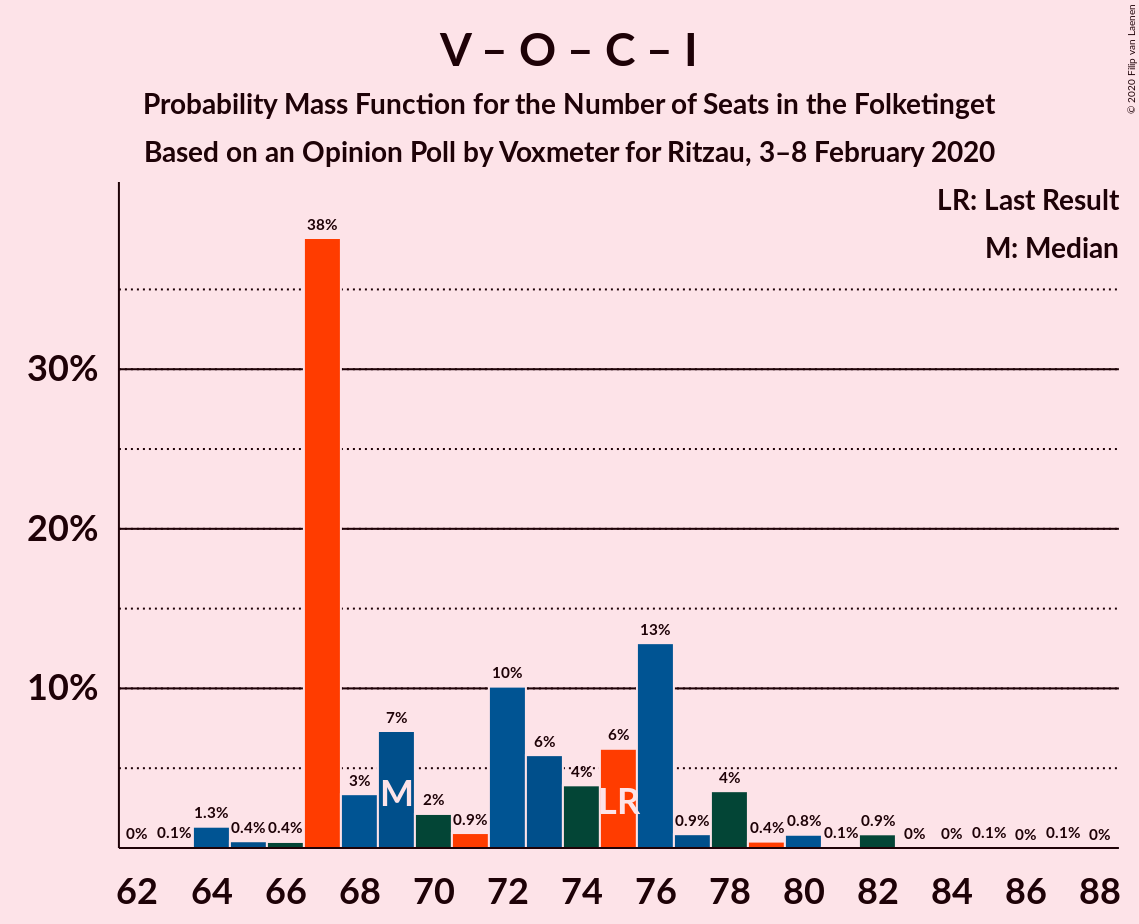 V – O – C – I
Probability Mass Function for the Number of Seats in the Folketinget
Based on an Opinion Poll by Voxmeter for Ritzau, 3–8 February 2020
© 2020 Filip van Laenen
LR: Last Result
M: Median
30%
20%
10%
0% 0.1% 1.3% 0.4% 0.4% 38% 3% 7% 2% 0.9% 10% 6% 4% 6% 13% 0.9% 4% 0.4% 0.8% 0.1% 0.9% 0% 0% 0.1% 0% 0.1% 0%
M
LR
62 64 66 68 70 72 74 76 78 80 82 84 86 88